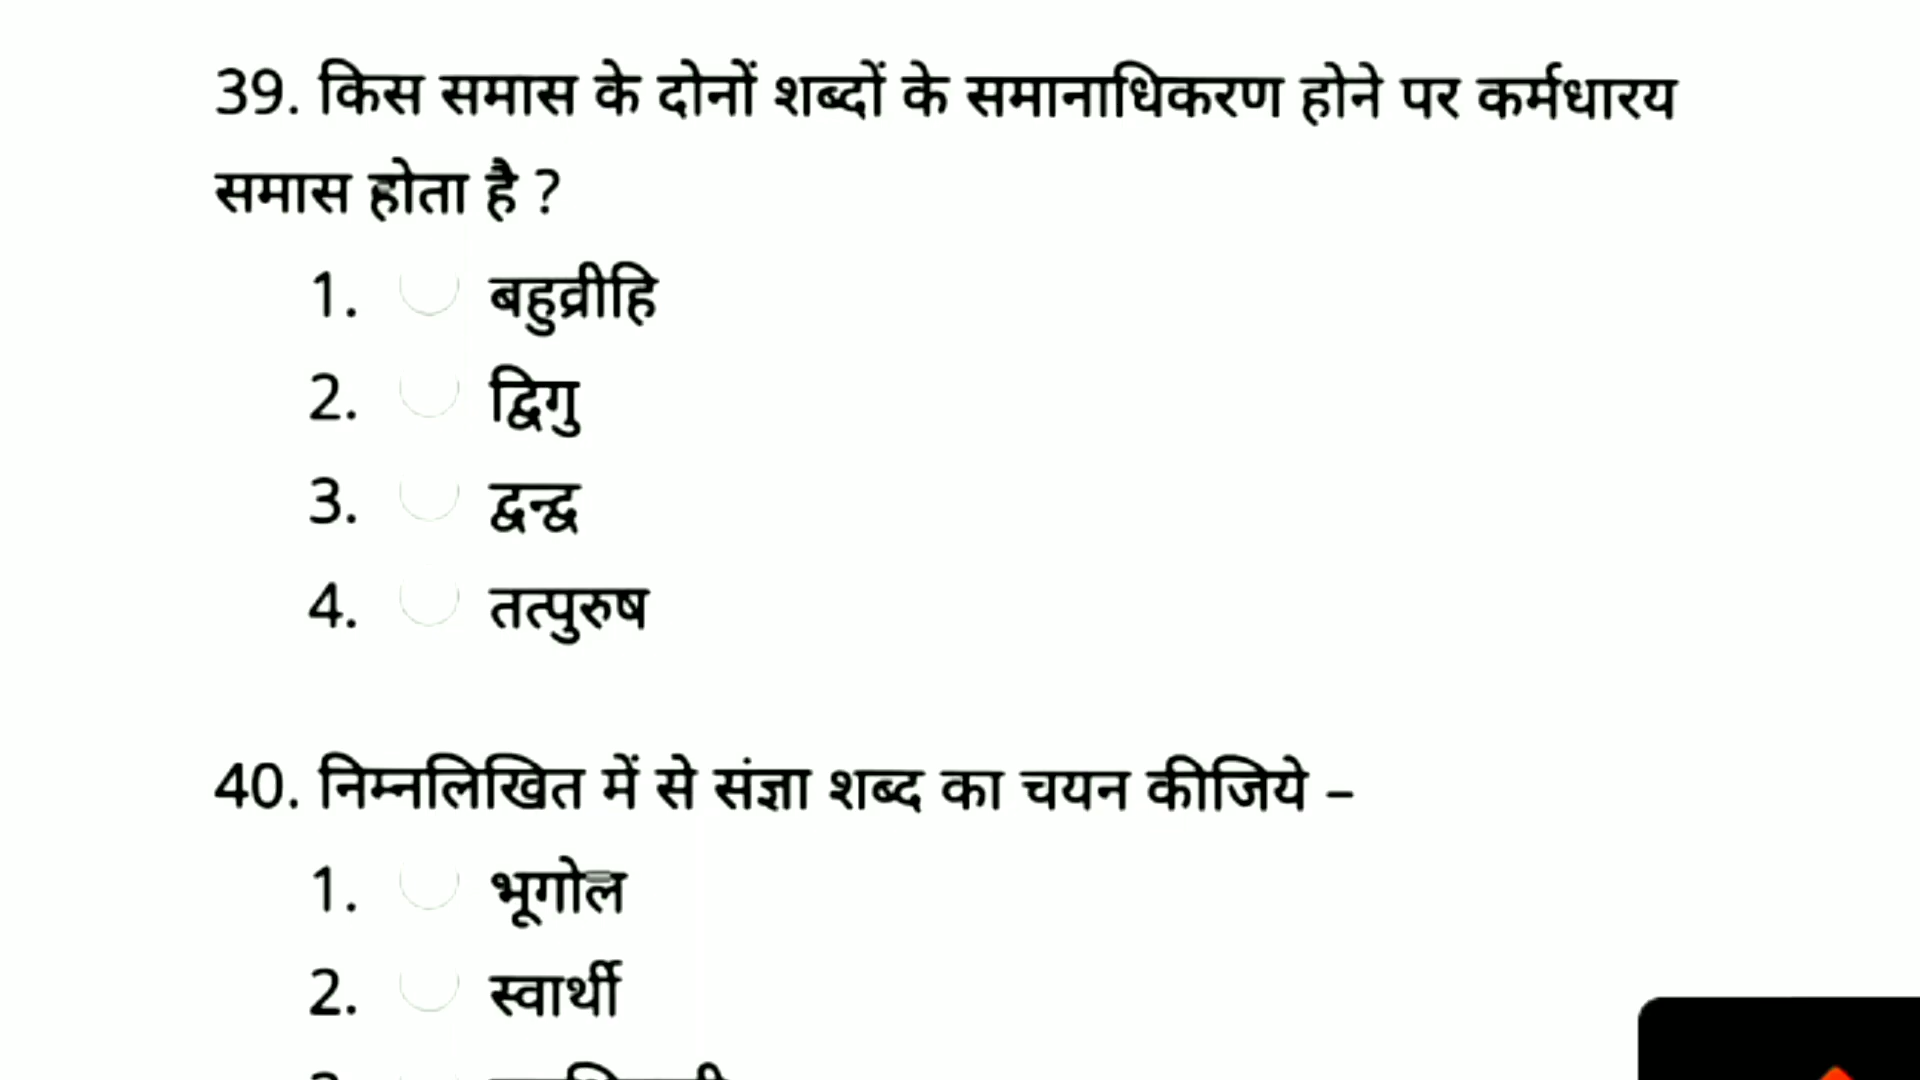 39. किस समास के दोनों शब्दों के समानाधिकरण होने पर कर्मधारय
समास होता है ?
1. बहुव्रीहि
2. द्विगु
3. द्वन्द्व
4. तत्पुरुष
40. निम्नलिखित में से संज्ञा शब्द का चयन कीजिये –
1. भूगोल
2. स्वार्थी